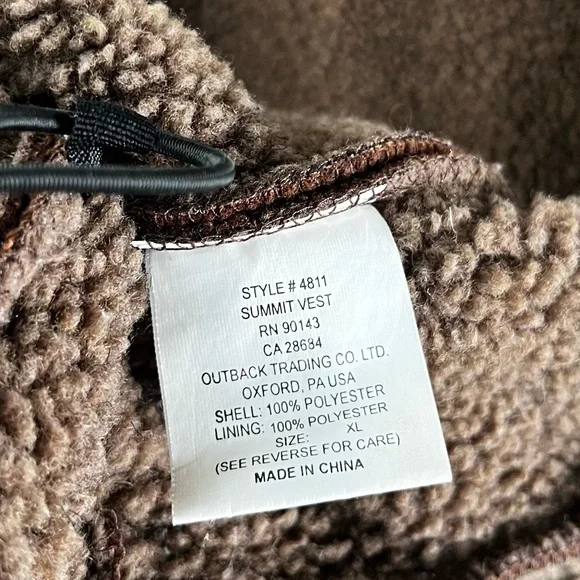 STYLE # 4811
SUMMIT VEST
RN 90143
CA 28684
OUTBACK TRADING CO. LTD.
OXFORD, PA USA
SHELL: 100% POLYESTER
LINING: 100% POLYESTER
SIZE: XL
(SEE REVERSE FOR CARE)
MADE IN CHINA